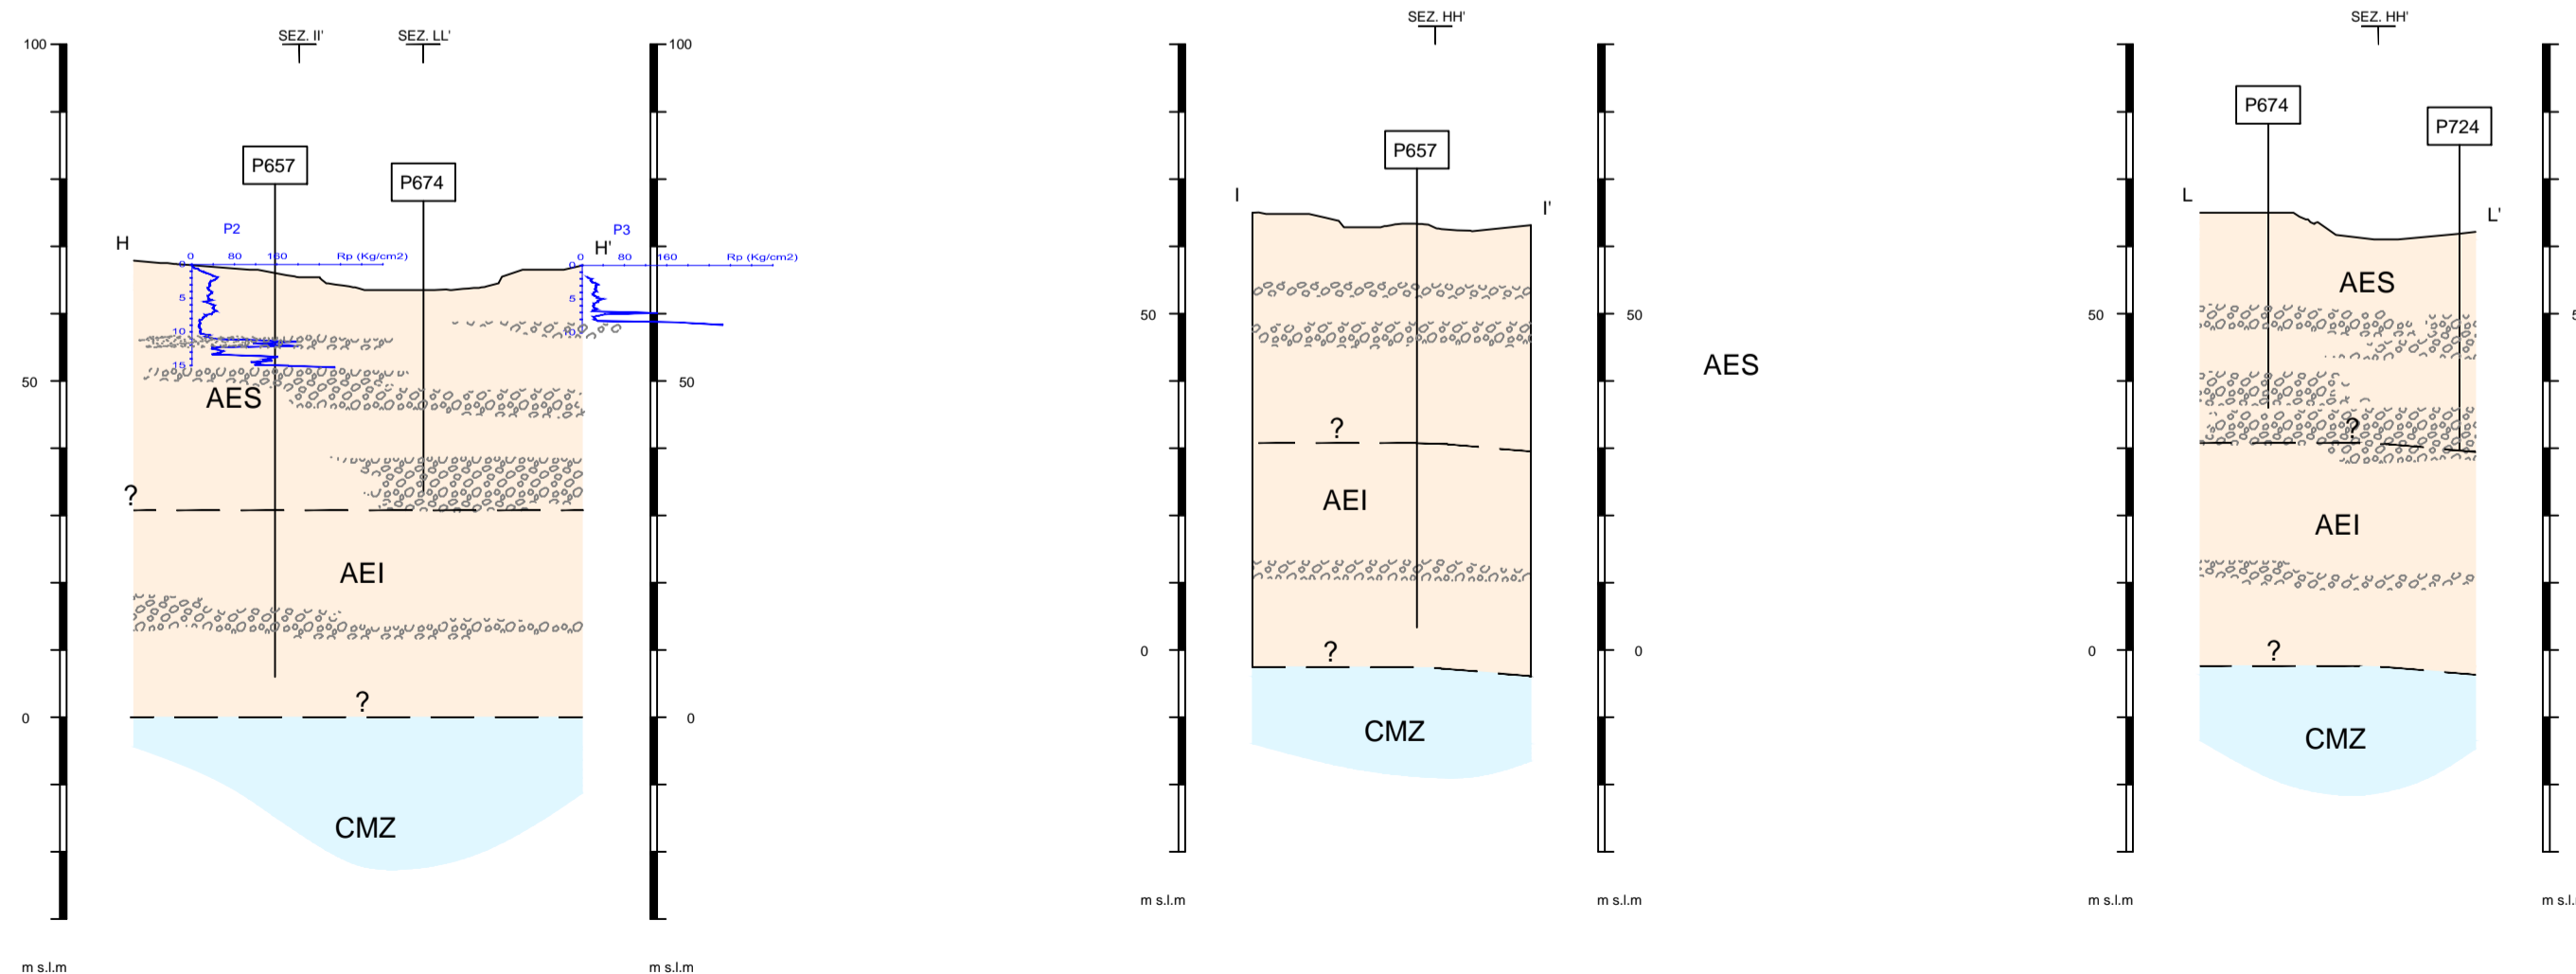 SEZ. II' SEZ. LL'
100 100
P657
P674
P2
P3
H
H'
0 80 160 Rp (Kg/cm2)
0 80 160 Rp (Kg/cm2)
0
5
10
15
0
5
10
50 50
AES
?
AEI
?
0 0
CMZ
m s.l.m m s.l.m
SEZ. HH'
P657
I I'
50 50
AES
?
AEI
?
0 0
CMZ
m s.l.m m s.l.m
SEZ. HH'
P674
P724
L
L'
AES
50
?
AEI
?
0
CMZ
m s.l.m